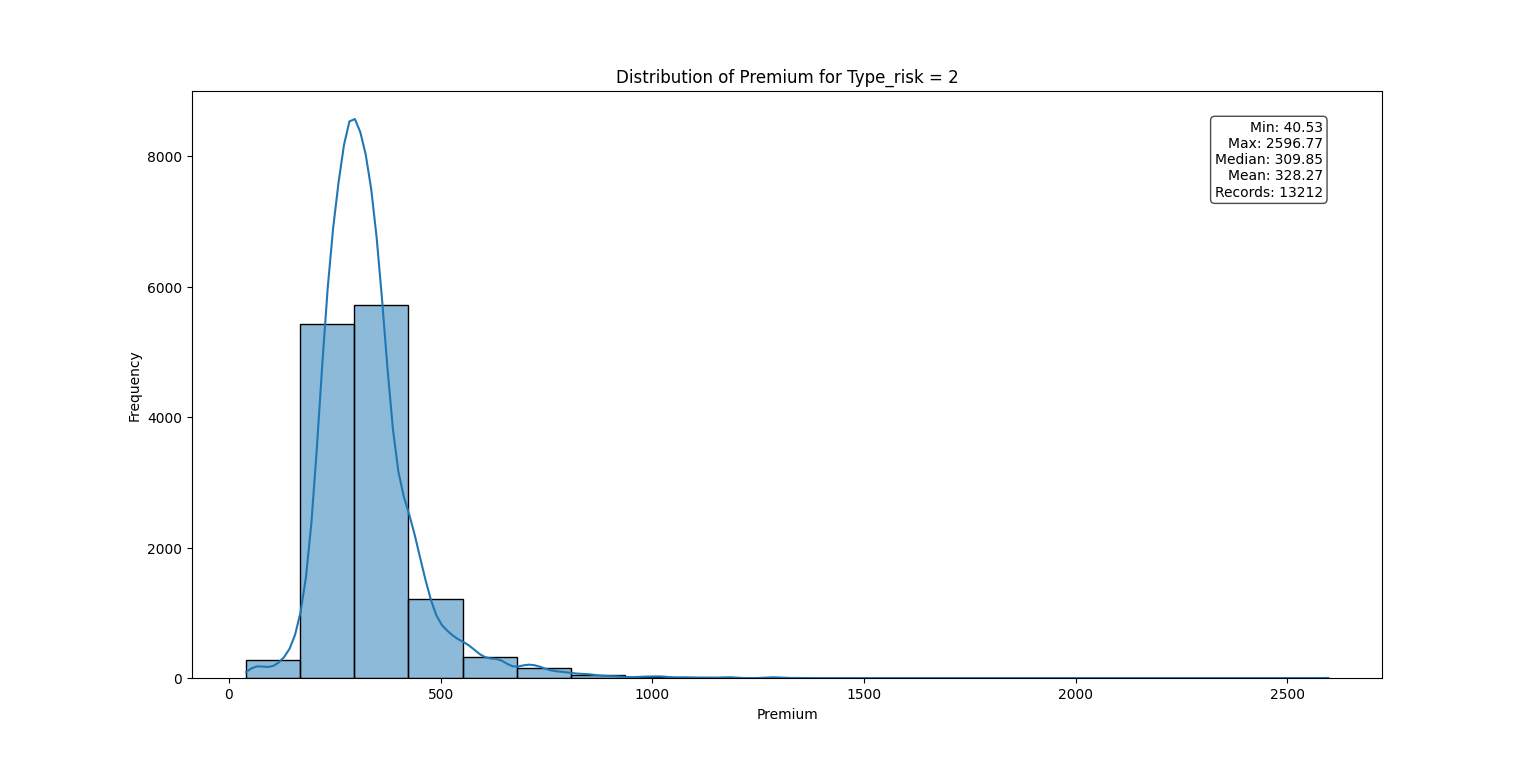 Distribution of Premium for Type_risk = 2
Min: 40.53
Max: 2596.77
Median: 309.85
Mean: 328.27
Records: 13212
Frequency
8000
6000
4000
2000
0
0
500
1000
1500
2000
2500
Premium